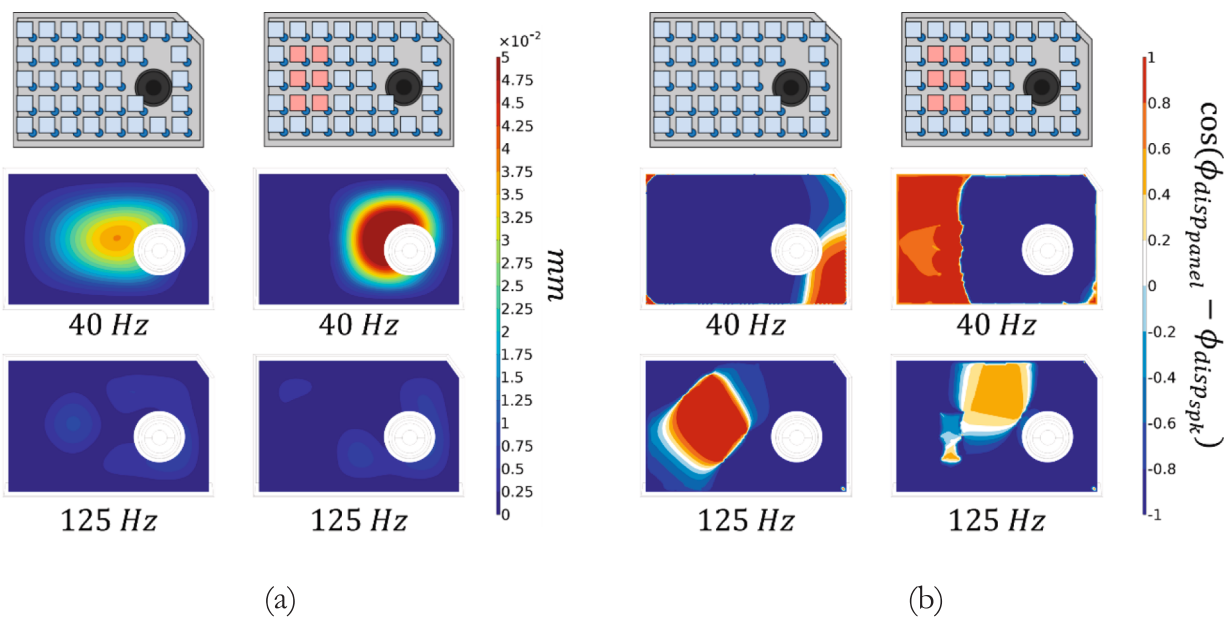 ×10⁻²
5
4.75
4.5
4.25
4
3.75
3.5
3.25
3
2.75
2.5
2.25
2
1.75
1.5
1.25
1
0.75
0.5
0.25
0
mm
40 Hz
40 Hz
125 Hz
125 Hz
(a)
1
0.8
0.6
0.4
0.2
0
-0.2
-0.4
-0.6
-0.8
-1
cos(ϕ_disp_panel − ϕ_disp_spk)
40 Hz
40 Hz
125 Hz
125 Hz
(b)